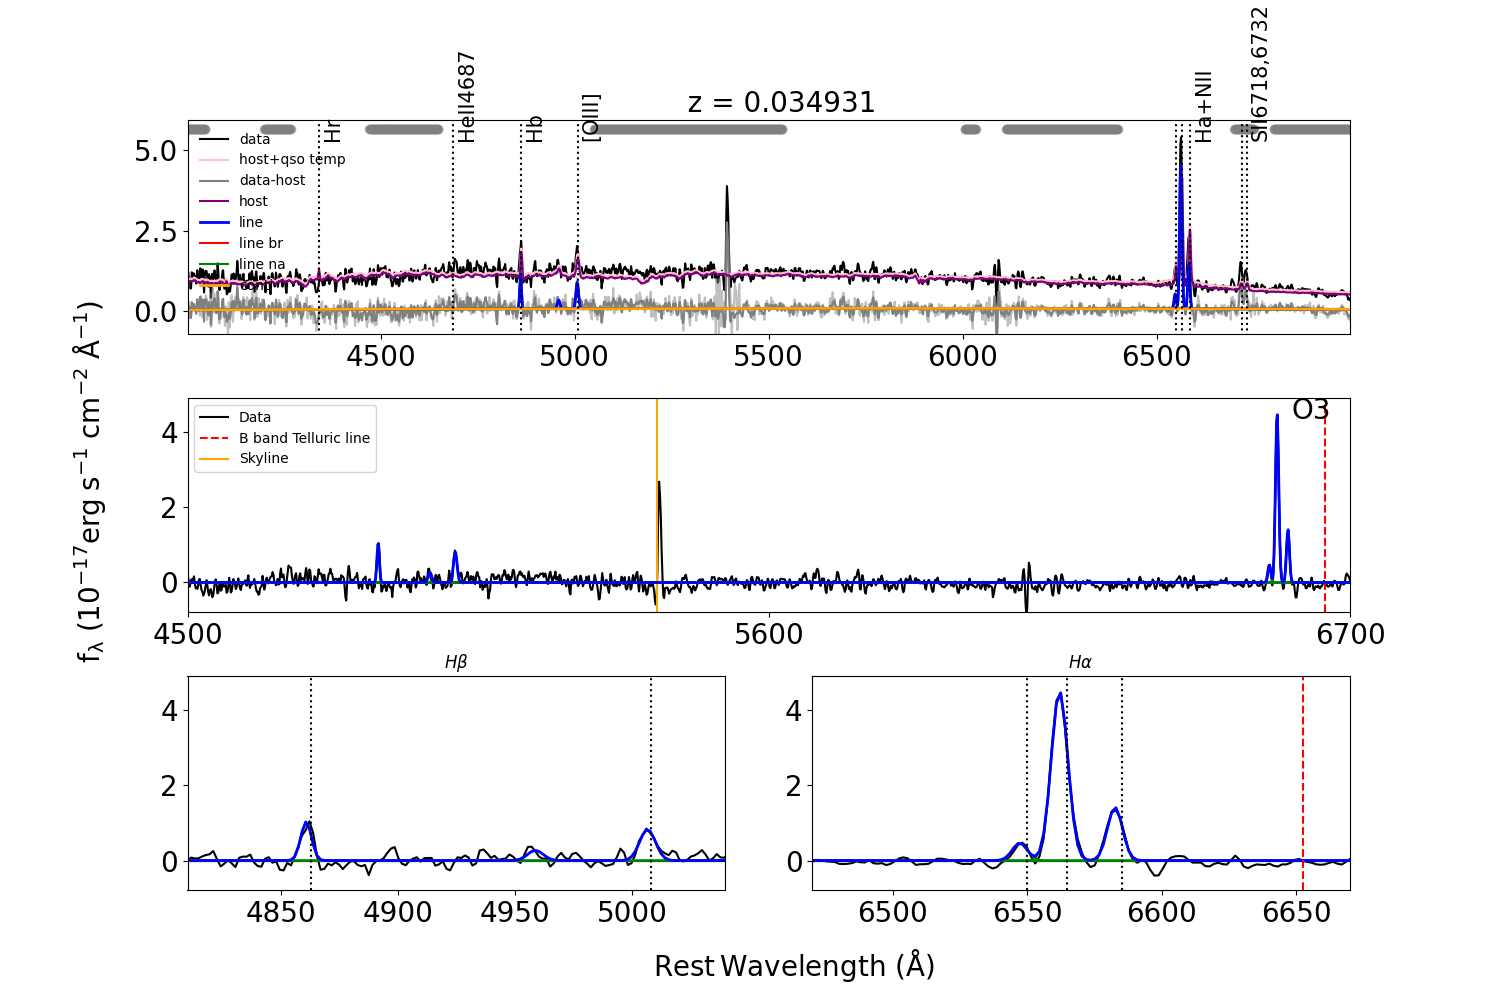 z = 0.034931
Hr
HeII4687
Hb
[OIII]
Ha+NII
SII6718,6732
data
host+qso temp
data-host
host
line
line br
line na
5.0
2.5
0.0
4500 5000 5500 6000 6500
fλ (10−17erg s−1 cm−2 Å−1)
Data
B band Telluric line
Skyline
O3
4
2
0
4500 5600 6700
Hβ
4
2
0
4850 4900 4950 5000
Hα
4
2
0
6500 6550 6600 6650
Rest Wavelength (Å)